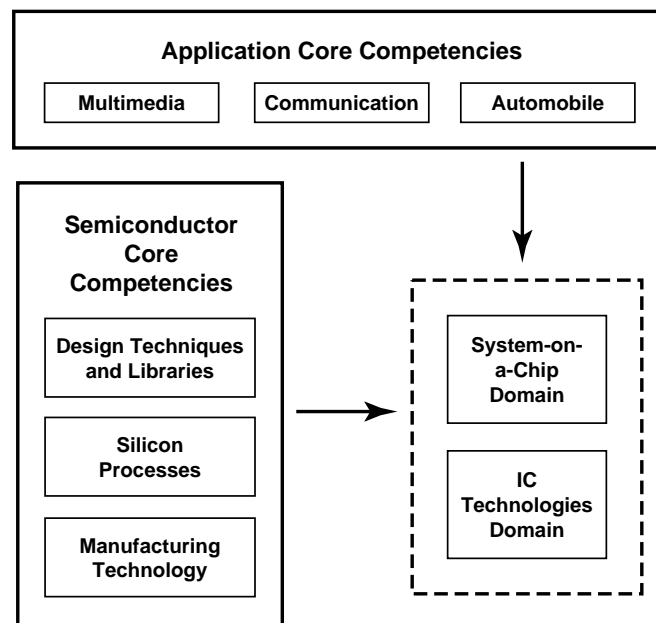 Application Core Competencies
Multimedia
Communication
Automobile
Semiconductor
Core
Competencies
Design Techniques
and Libraries
Silicon
Processes
Manufacturing
Technology
System-on-
a-Chip
Domain
IC
Technologies
Domain